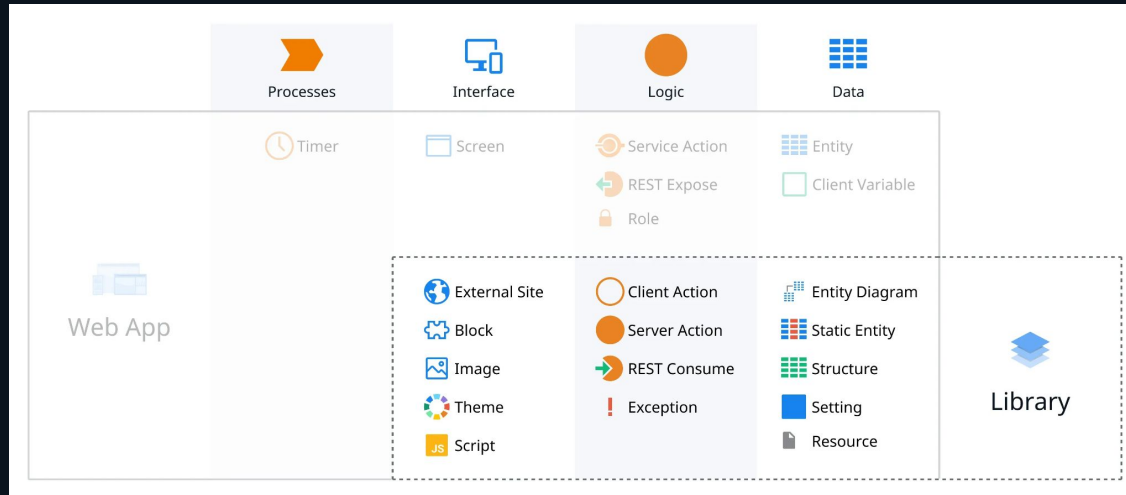 Processes
Interface
Logic
Data
Timer
Screen
Service Action
Entity
REST Expose
Client Variable
Role
Web App
External Site
Client Action
Entity Diagram
Block
Server Action
Static Entity
Image
REST Consume
Structure
Theme
Exception
Setting
JS
Script
Resource
Library